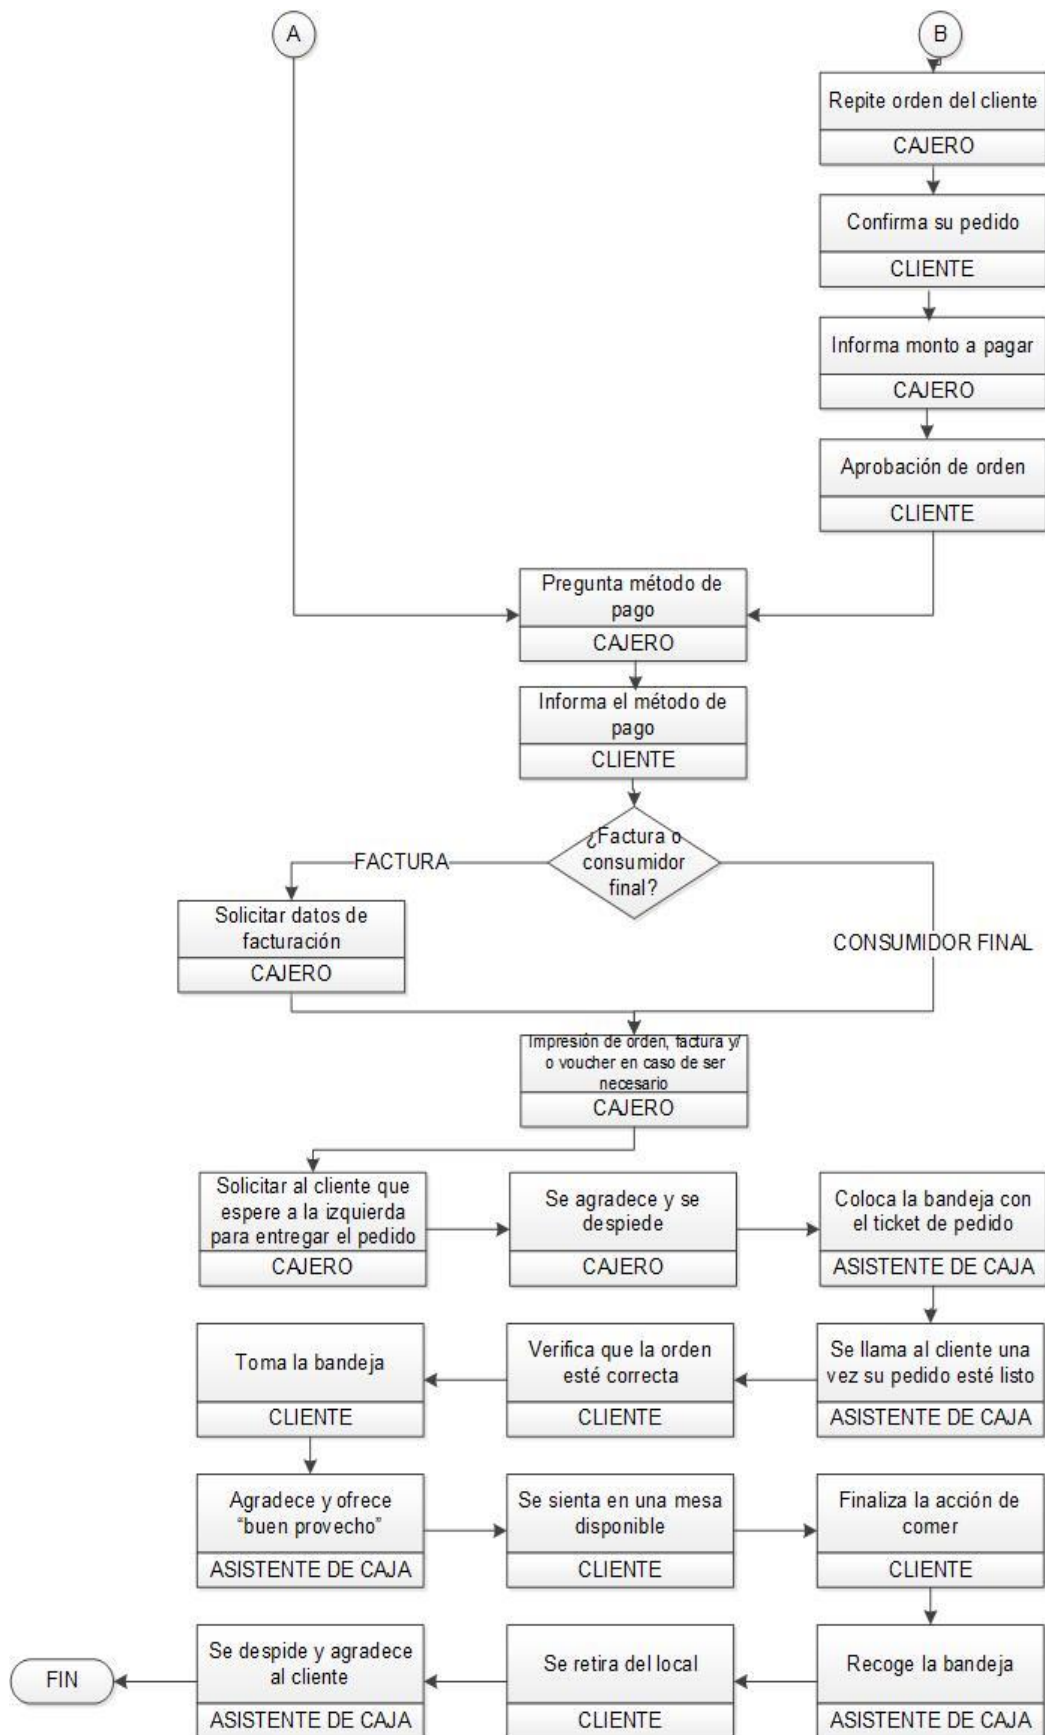 A
B
Repite orden del cliente
CAJERO
Confirma su pedido
CLIENTE
Informa monto a pagar
CAJERO
Aprobación de orden
CLIENTE
Pregunta método de
pago
CAJERO
Informa el método de
pago
CLIENTE
¿Factura o
consumidor
final?
FACTURA
CONSUMIDOR FINAL
Solicitar datos de
facturación
CAJERO
Impresión de orden, factura y/
o voucher en caso de ser
necesario
CAJERO
Solicitar al cliente que
espere a la izquierda
para entregar el pedido
CAJERO
Se agradece y se
despide
CAJERO
Coloca la bandeja con
el ticket de pedido
ASISTENTE DE CAJA
Se llama al cliente una
vez su pedido esté listo
ASISTENTE DE CAJA
Verifica que la orden
esté correcta
CLIENTE
Toma la bandeja
CLIENTE
Agradece y ofrece
“buen provecho”
ASISTENTE DE CAJA
Se sienta en una mesa
disponible
CLIENTE
Finaliza la acción de
comer
CLIENTE
Recoge la bandeja
ASISTENTE DE CAJA
Se retira del local
CLIENTE
Se despide y agradece
al cliente
ASISTENTE DE CAJA
FIN